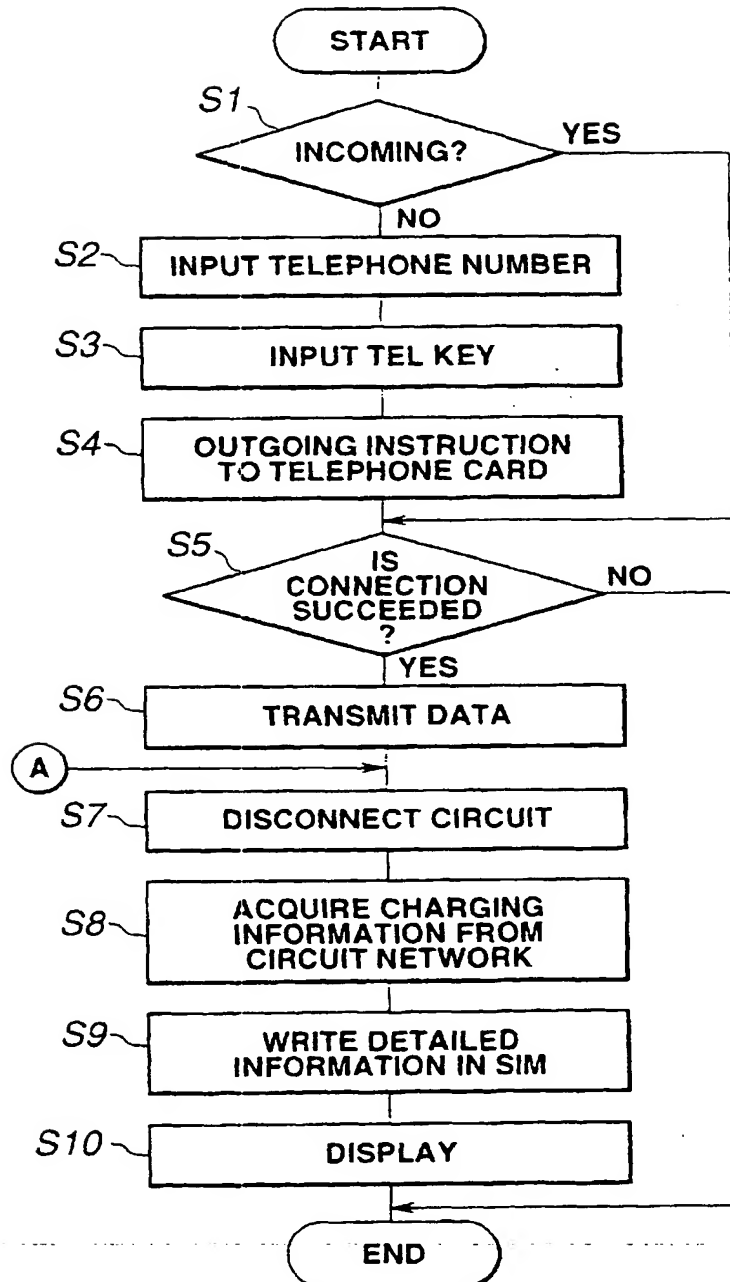 START
S1
INCOMING?
YES
NO
S2
INPUT TELEPHONE NUMBER
S3
INPUT TEL KEY
S4
OUTGOING INSTRUCTION
TO TELEPHONE CARD
S5
IS
CONNECTION
SUCCEEDED
?
NO
YES
S6
TRANSMIT DATA
A
S7
DISCONNECT CIRCUIT
S8
ACQUIRE CHARGING
INFORMATION FROM
CIRCUIT NETWORK
S9
WRITE DETAILED
INFORMATION IN SIM
S10
DISPLAY
END